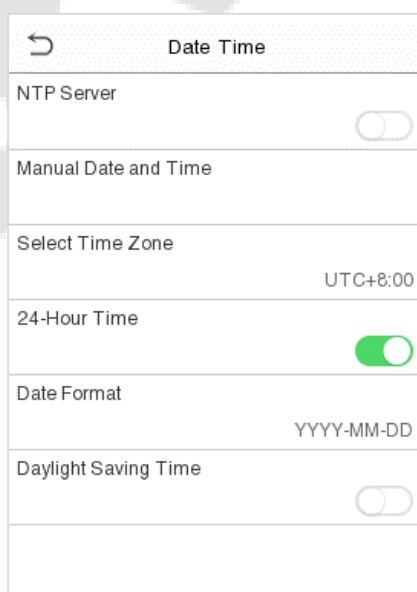 Date Time
NTP Server
Manual Date and Time
Select Time Zone
UTC+8:00
24-Hour Time
Date Format
YYYY-MM-DD
Daylight Saving Time